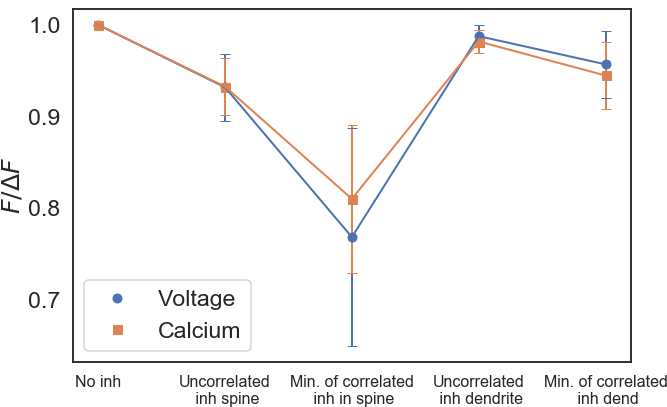 1.0
0.9
0.8
0.7
F/ΔF
Voltage
Calcium
No inh
Uncorrelated
inh spine
Min. of correlated
inh in spine
Uncorrelated
inh dendrite
Min. of correlated
inh dend